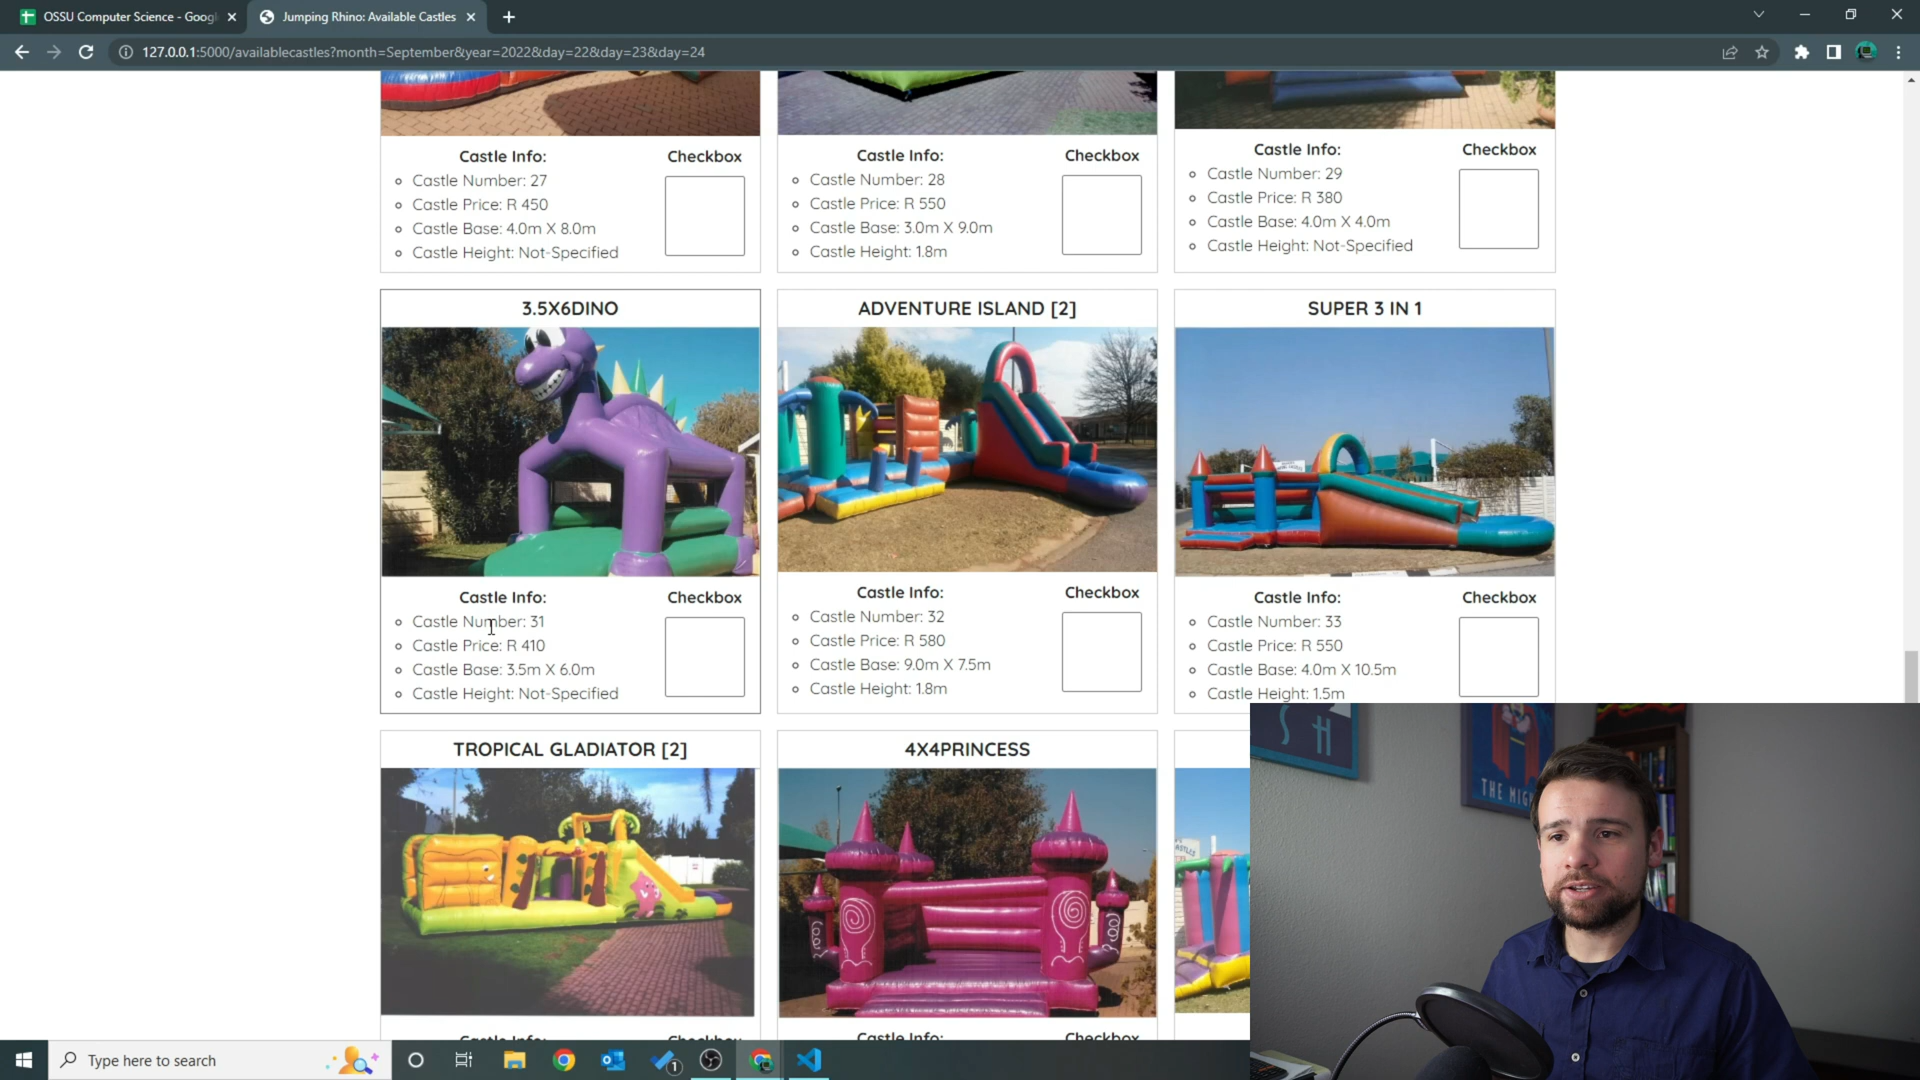 OSSU Computer Science - Goog
Jumping Rhino: Available Castles
127.0.0.1:5000/availablecastles?month=September&year=2022&day=22&day=23&day=24
Castle Info:
Checkbox
Castle Number: 27
Castle Price: R 450
Castle Base: 4.0m X 8.0m
Castle Height: Not-Specified
Castle Info:
Checkbox
Castle Number: 28
Castle Price: R 550
Castle Base: 3.0m X 9.0m
Castle Height: 1.8m
Castle Info:
Checkbox
Castle Number: 29
Castle Price: R 380
Castle Base: 4.0m X 4.0m
Castle Height: Not-Specified
3.5X6DINO
Castle Info:
Checkbox
Castle Number: 31
Castle Price: R 410
Castle Base: 3.5m X 6.0m
Castle Height: Not-Specified
ADVENTURE ISLAND [2]
Castle Info:
Checkbox
Castle Number: 32
Castle Price: R 580
Castle Base: 9.0m X 7.5m
Castle Height: 1.8m
SUPER 3 IN 1
Castle Info:
Checkbox
Castle Number: 33
Castle Price: R 550
Castle Base: 4.0m X 10.5m
Castle Height: 1.5m
TROPICAL GLADIATOR [2]
Castle Info:
Checkbox
4X4PRINCESS
Castle Info:
Checkbox
S H
THE MIG
Type here to search
1